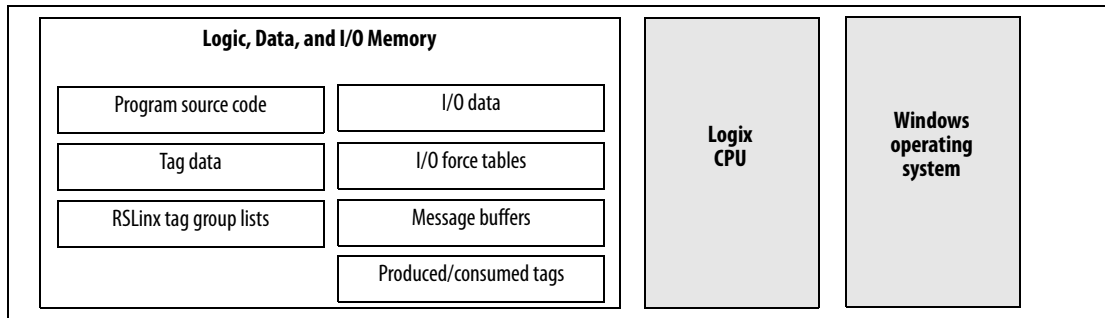 Logic, Data, and I/O Memory
Program source code
Tag data
RSLinx tag group lists
I/O data
I/O force tables
Message buffers
Produced/consumed tags
Logix
CPU
Windows
operating
system